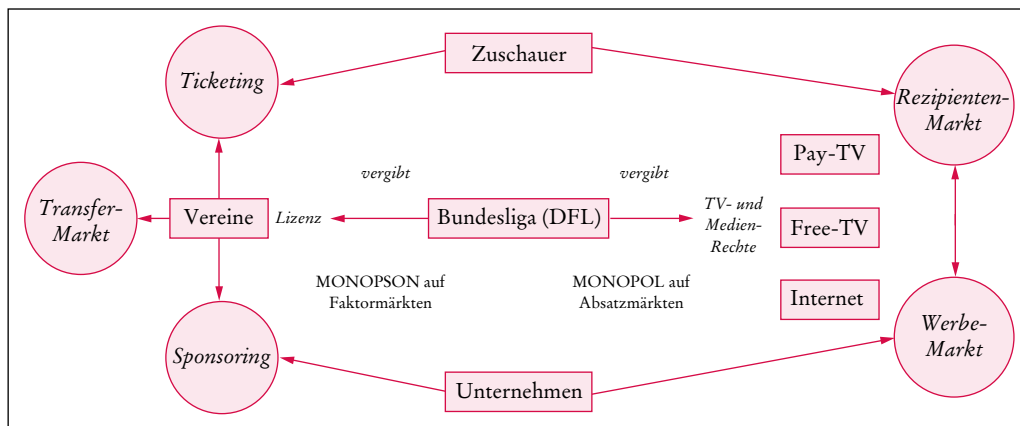 Zuschauer
Ticketing
Rezipienten-
Markt
Pay-TV
vergibt
vergibt
Transfer-
Markt
Vereine
Lizenz
Bundesliga (DFL)
TV- und
Medien-
Rechte
Free-TV
MONOPSON auf
Faktormärkten
MONOPOL auf
Absatzmärkten
Internet
Sponsoring
Werbe-
Markt
Unternehmen